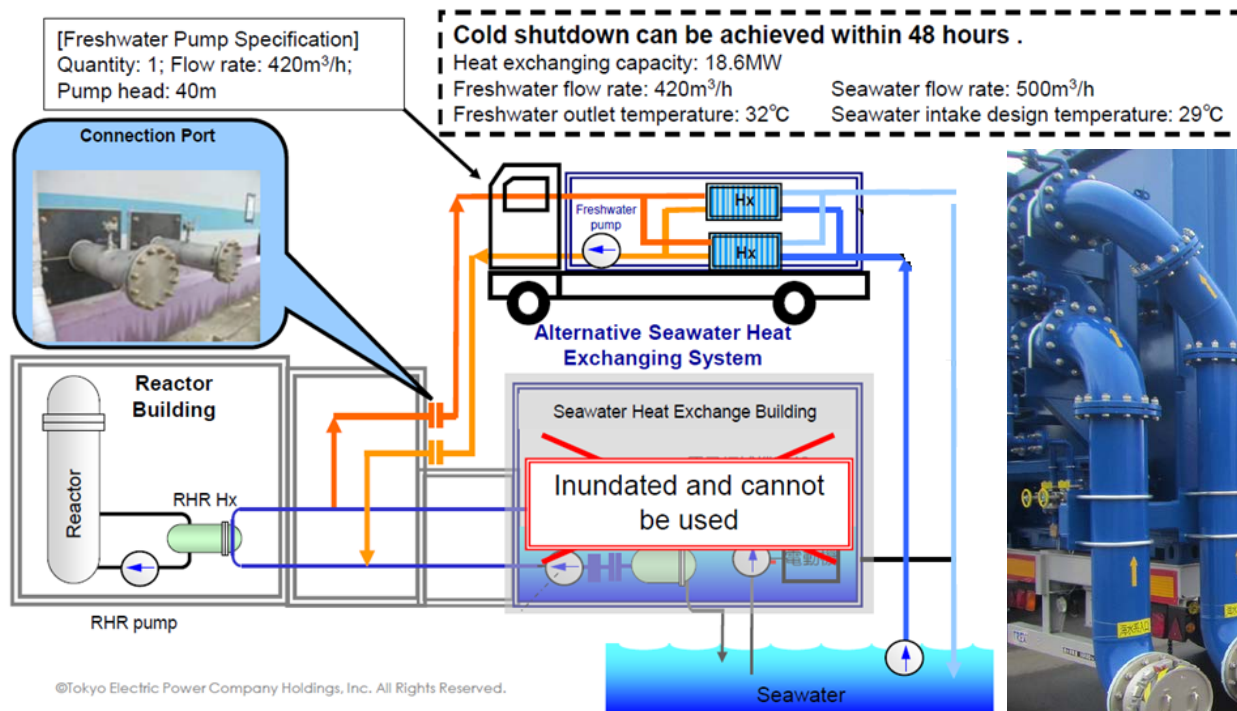 [Freshwater Pump Specification]
Quantity: 1; Flow rate: 420m³/h;
Pump head: 40m
Cold shutdown can be achieved within 48 hours .
Heat exchanging capacity: 18.6MW
Freshwater flow rate: 420m³/h Seawater flow rate: 500m³/h
Freshwater outlet temperature: 32℃ Seawater intake design temperature: 29℃
Connection Port
Freshwater
pump
Hx
Hx
Alternative Seawater Heat
Exchanging System
Reactor
Building
Reactor
RHR Hx
RHR pump
Seawater Heat Exchange Building
Inundated and cannot
be used
電動機
Seawater
©Tokyo Electric Power Company Holdings, Inc. All Rights Reserved.